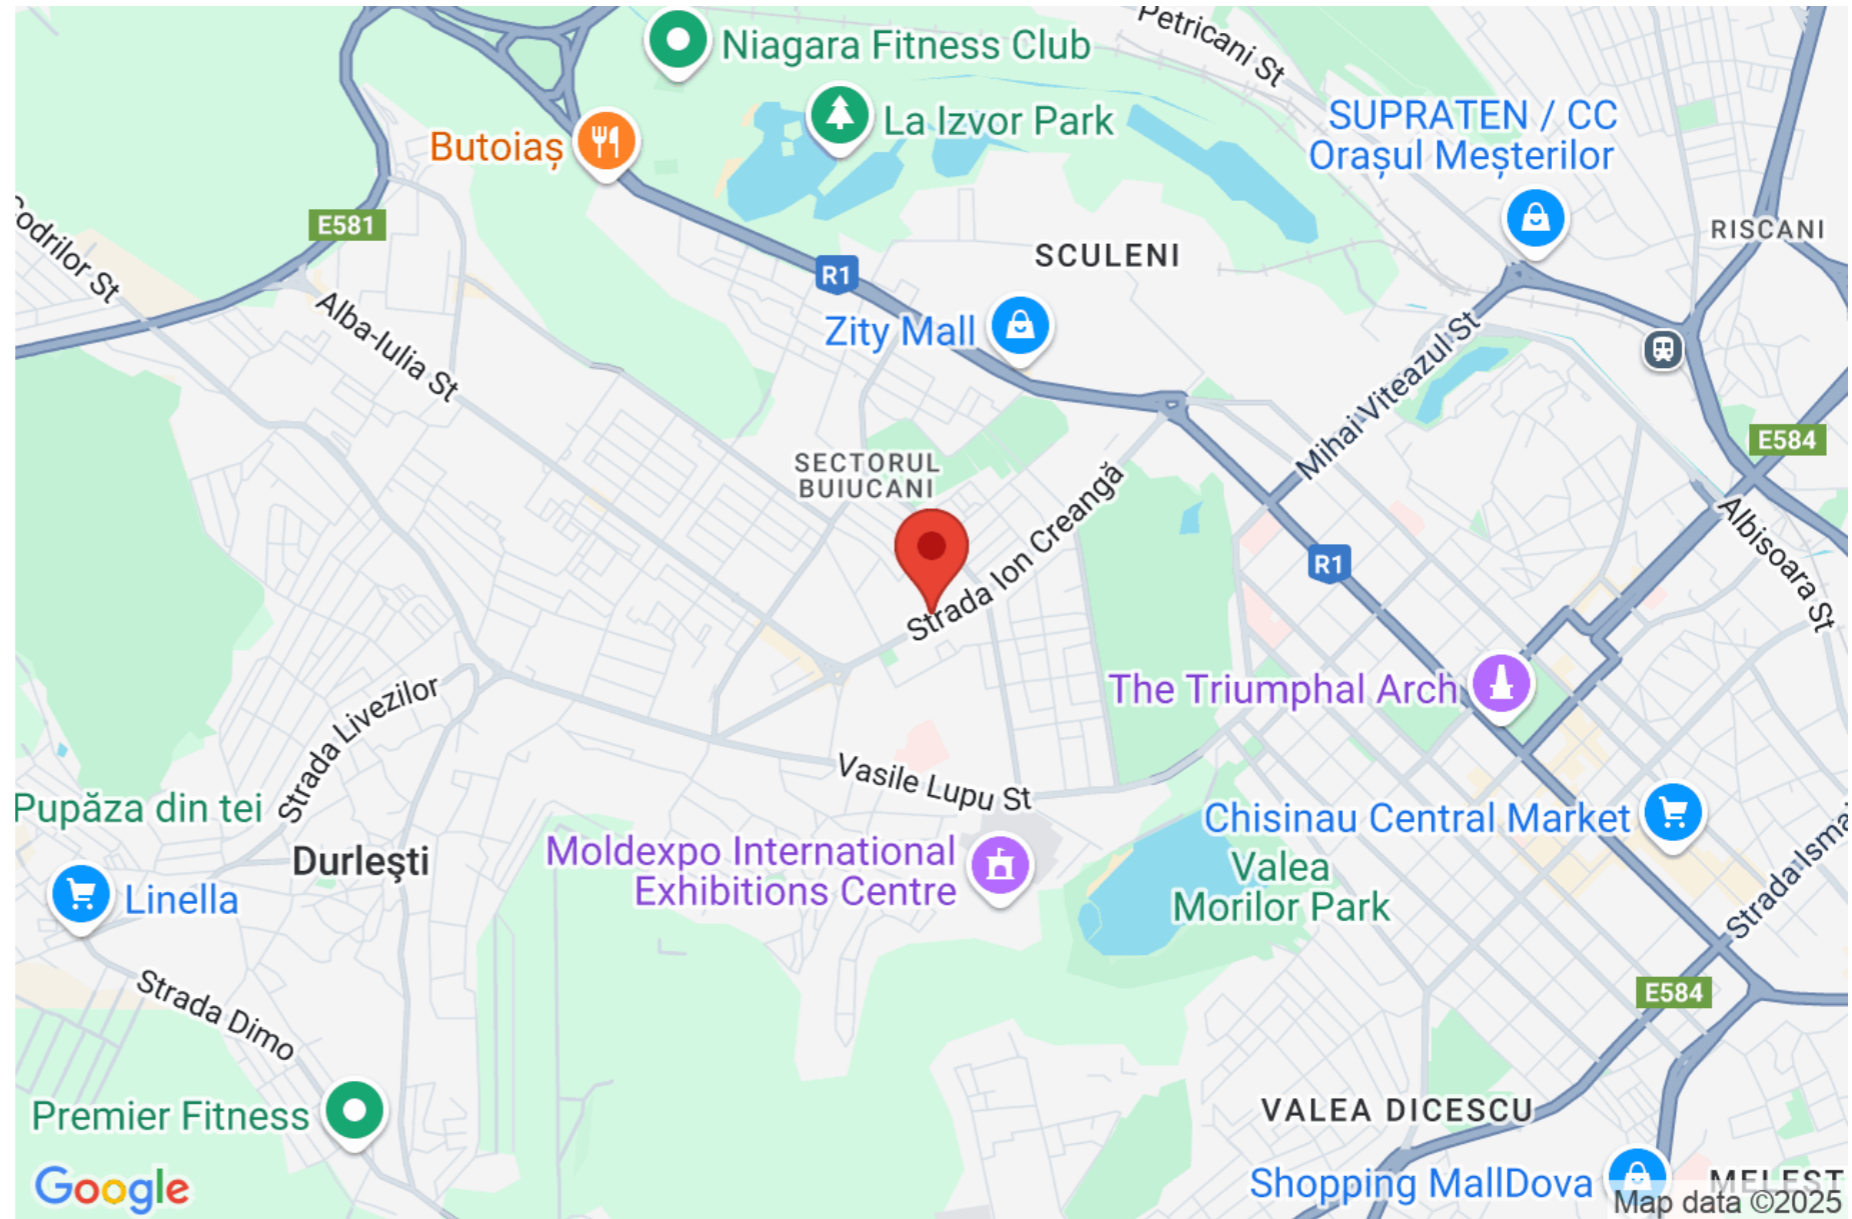 Petricani St
Niagara Fitness Club
La Izvor Park
SUPRATEN / CC
Orașul Meșterilor
Butoiaș
E581
RISCANI
SCULENI
R1
Codrilor St
Alba-Iulia St
Zity Mall
Mihai Viteazul St
E584
SECTORUL
BUIUCANI
Strada Ion Creangă
Albisoara St
R1
The Triumphal Arch
Strada Livezilor
Vasile Lupu St
Pupăza din tei
Chisinau Central Market
Durleşti
Moldexpo International
Exhibitions Centre
Valea
Morilor Park
Strada Isma
Linella
Strada Dimo
E584
Premier Fitness
VALEA DICESCU
Shopping MallDova
MELEST
Google
Map data ©2025